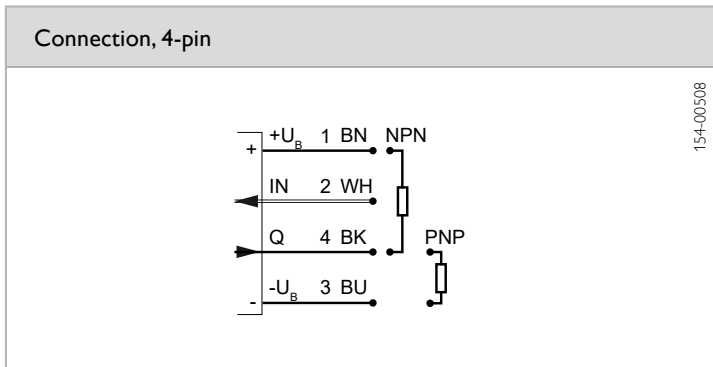 Connection, 4-pin
154-00508
+ +U_B 1 BN NPN
IN 2 WH
Q 4 BK PNP
- -U_B 3 BU